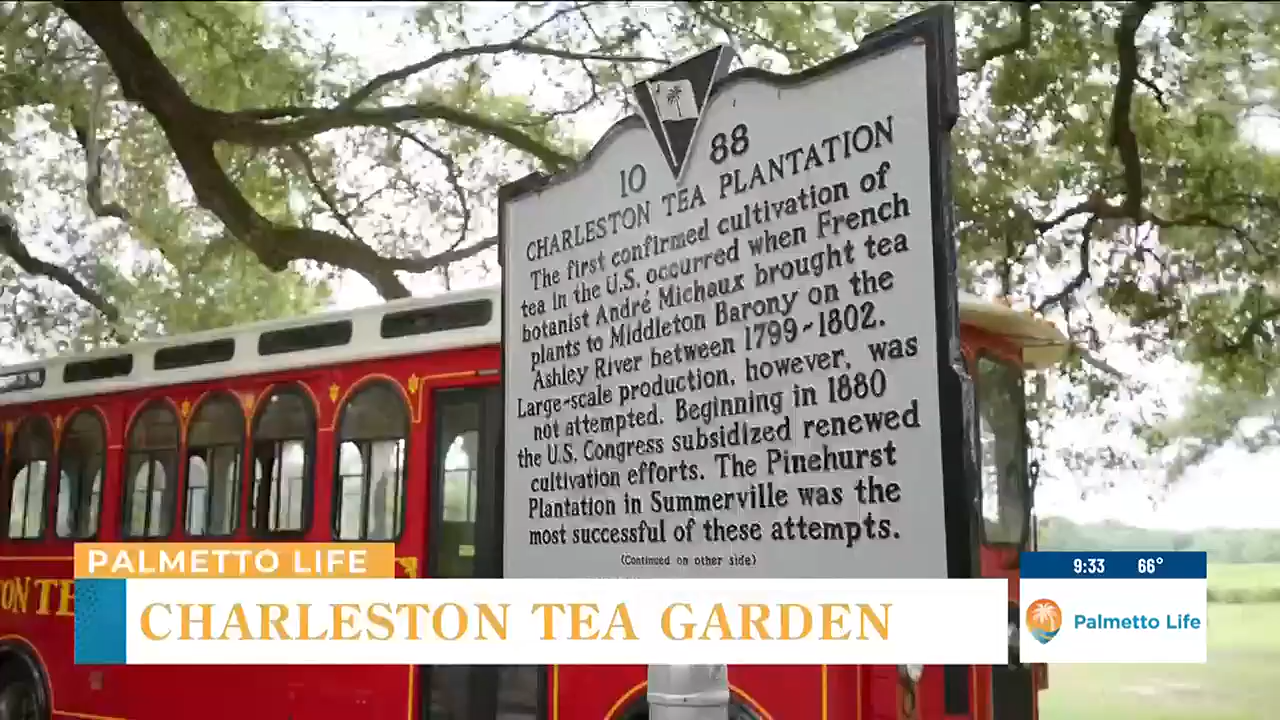 10 88
CHARLESTON TEA PLANTATION
The first confirmed cultivation of
tea in the U.S. occurred when French
botanist André Michaux brought tea
plants to Middleton Barony on the
Ashley River between 1799-1802.
Large-scale production, however, was
not attempted. Beginning in 1880
the U.S. Congress subsidized renewed
cultivation efforts. The Pinehurst
Plantation in Summerville was the
most successful of these attempts.
(Continued on other side)
ON TE
PALMETTO LIFE
CHARLESTON TEA GARDEN
9:33 66°
Palmetto Life